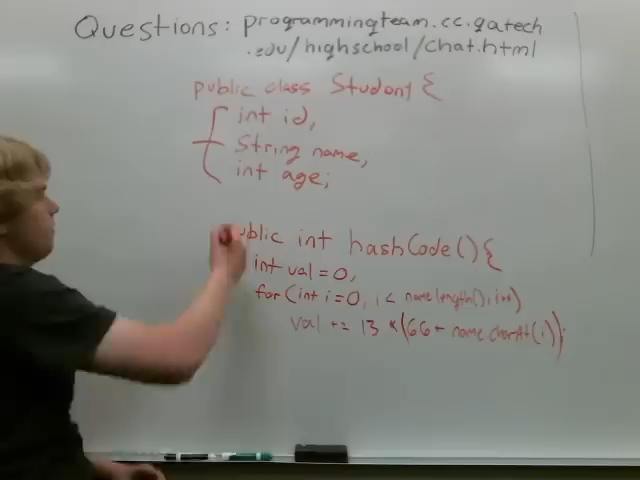 Questions: programmingteam.cc.gatech
.edu/highschool/chat.html
public class Student {
int id,
String name,
int age;
public int hashCode() {
int val = 0,
for (int i = 0, i < name.length(); i++)
val += 13 * (66 - name.charAt(i));